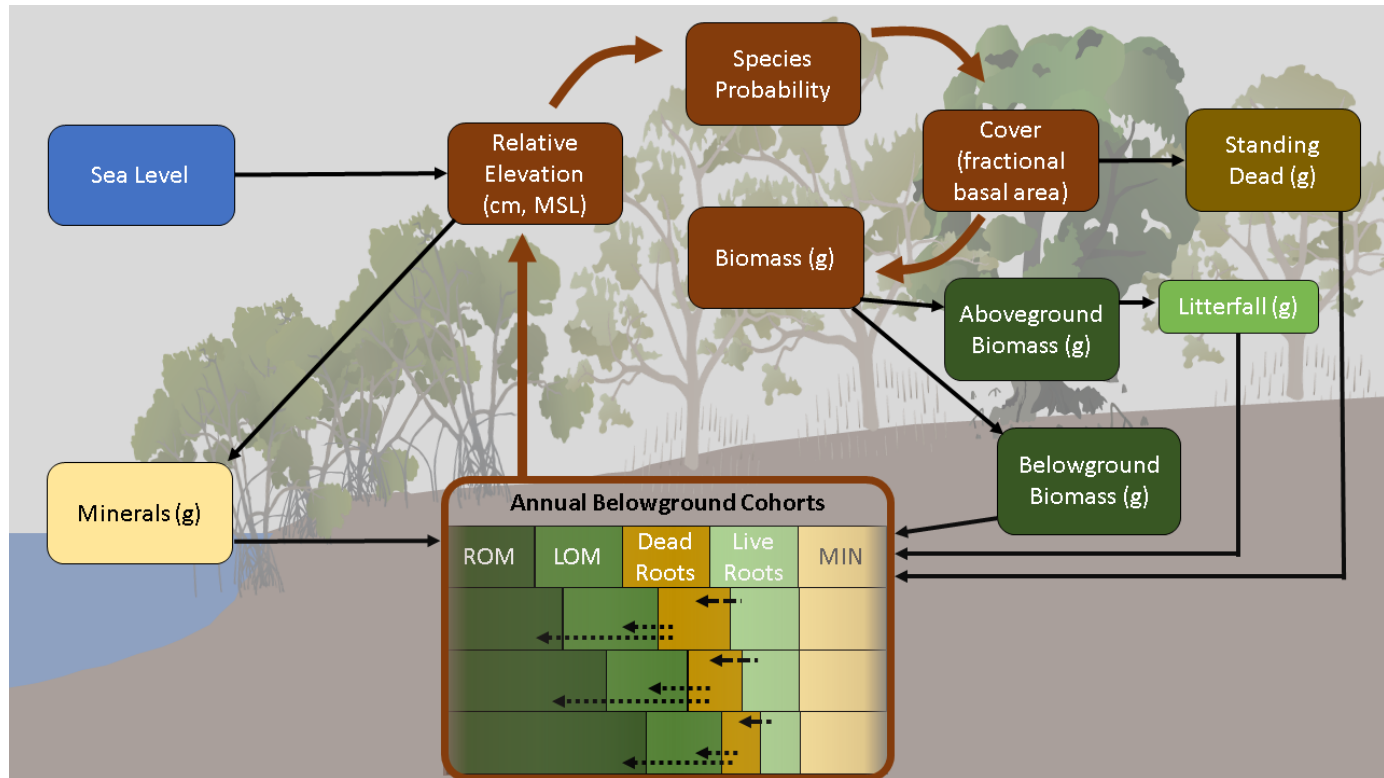 Species
Probability
Sea Level
Relative
Elevation
(cm, MSL)
Cover
(fractional
basal area)
Standing
Dead (g)
Biomass (g)
Aboveground
Biomass (g)
Litterfall (g)
Belowground
Biomass (g)
Minerals (g)
Annual Belowground Cohorts
ROM LOM Dead Roots Live Roots MIN